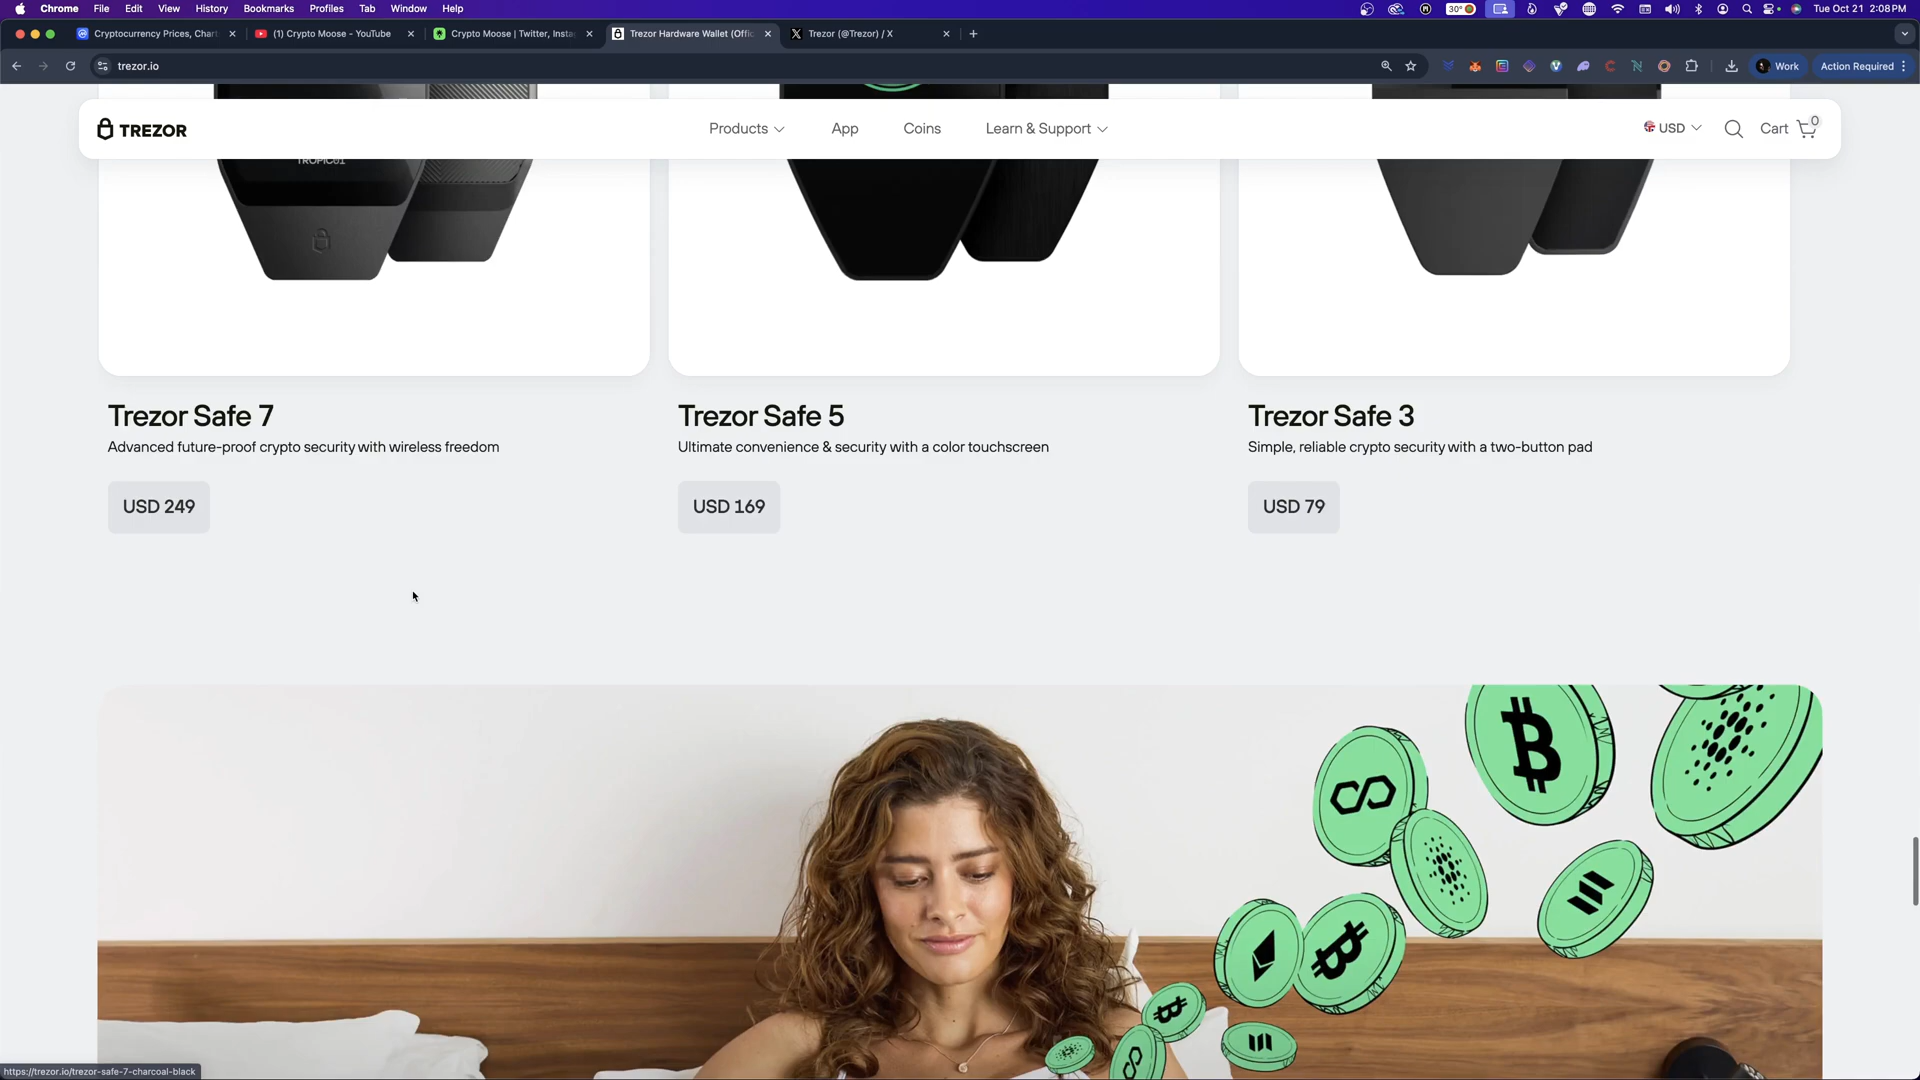 Chrome File Edit View History Bookmarks Profiles Tab Window Help 30° Tue Oct 21 2:08 PM
Cryptocurrency Prices, Chart (1) Crypto Moose - YouTube Crypto Moose | Twitter, Insta Trezor Hardware Wallet (Offic Trezor (@Trezor) / X
trezor.io Work Action Required
TREZOR Products App Coins Learn & Support USD Cart 0
TROPIC01
Trezor Safe 7
Advanced future-proof crypto security with wireless freedom
USD 249
Trezor Safe 5
Ultimate convenience & security with a color touchscreen
USD 169
Trezor Safe 3
Simple, reliable crypto security with a two-button pad
USD 79
https://trezor.io/trezor-safe-7-charcoal-black